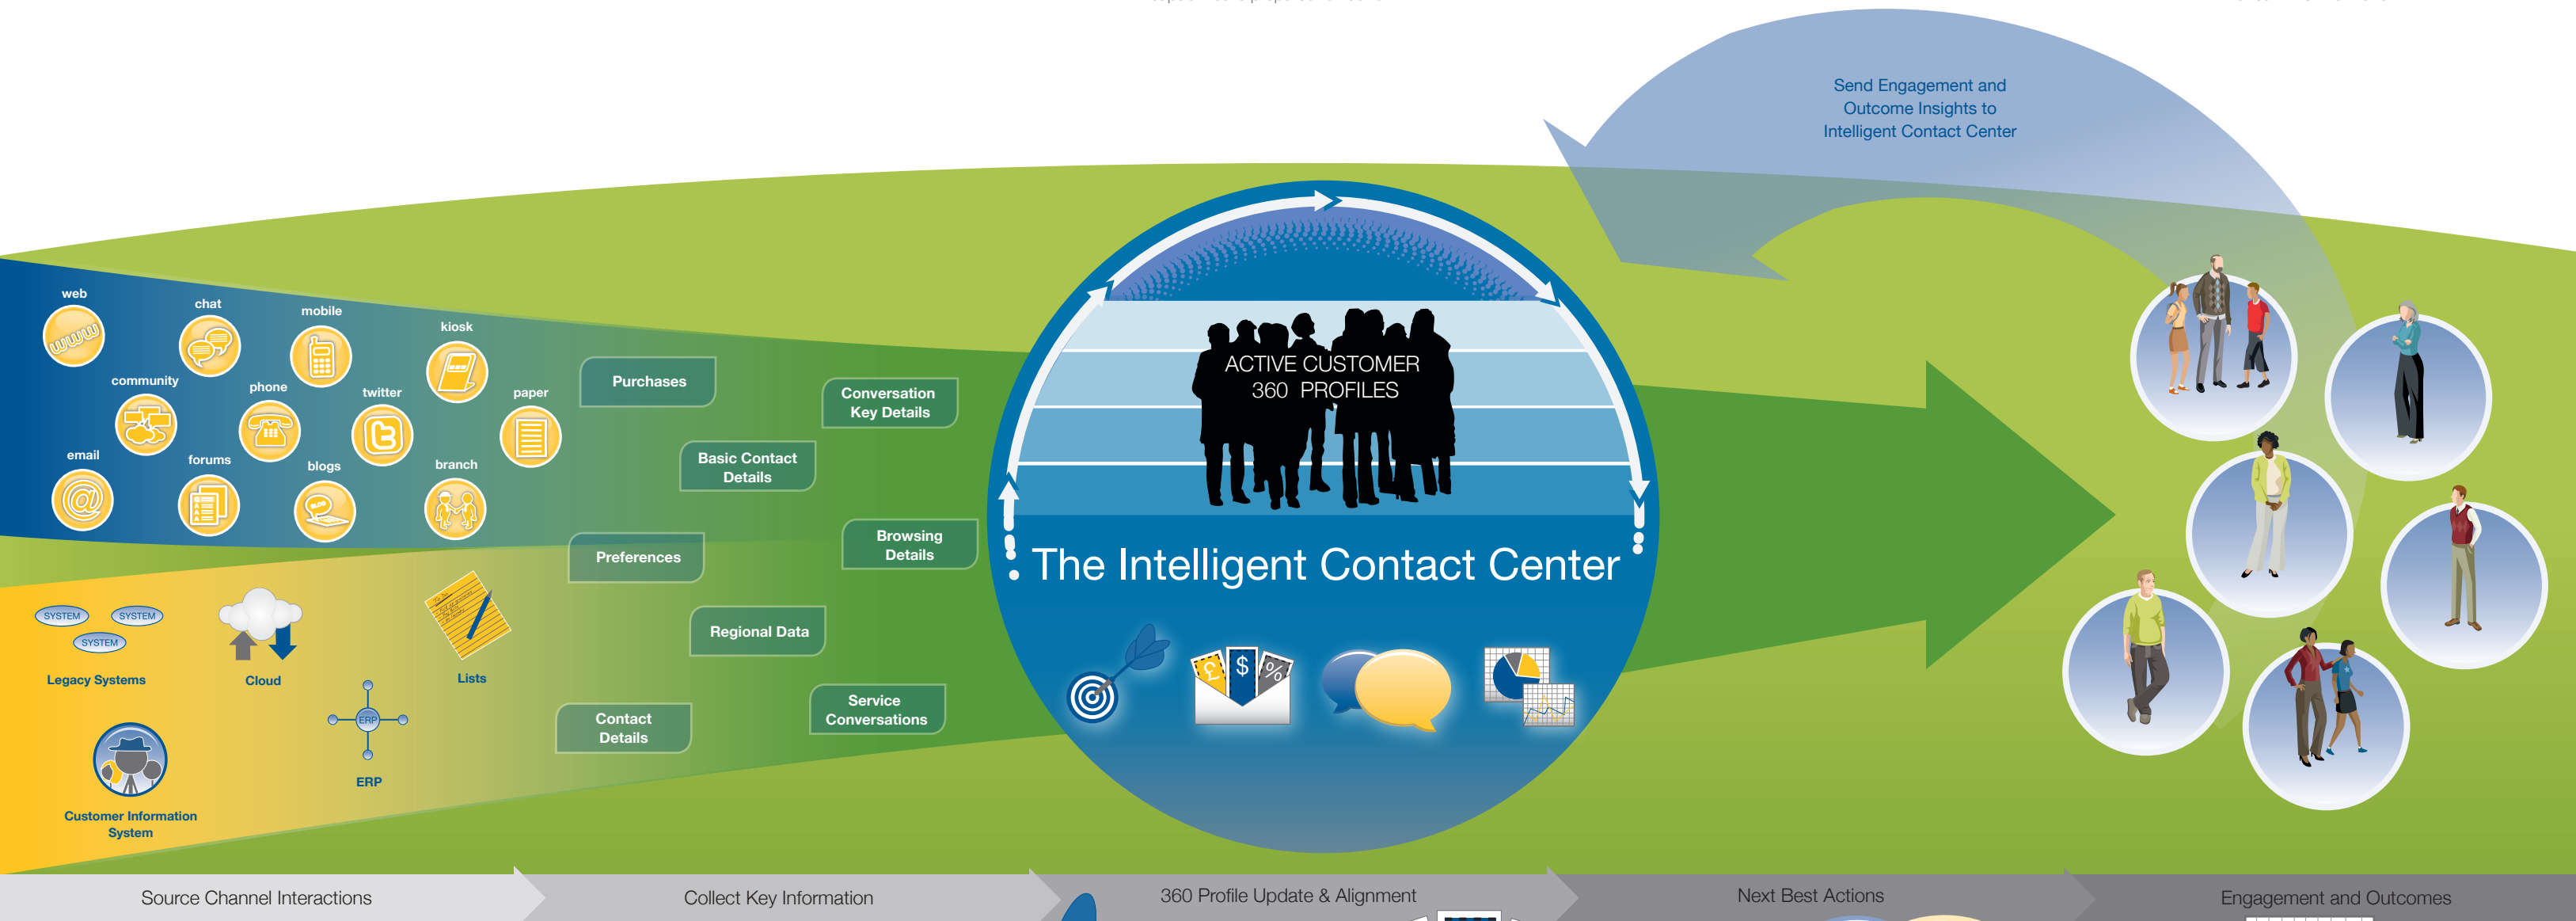 Send Engagement and
Outcome Insights to
Intelligent Contact Center
web
chat
mobile
kiosk
www
community
phone
twitter
paper
email
forums
blogs
branch
@
BLOG
Purchases
Conversation
Key Details
Basic Contact
Details
Browsing
Details
Preferences
Regional Data
Service
Conversations
Contact
Details
SYSTEM
SYSTEM
SYSTEM
Legacy Systems
Cloud
Lists
ERP
ERP
Customer Information
System
ACTIVE CUSTOMER
360 PROFILES
The Intelligent Contact Center
£
$
%
Source Channel Interactions
Collect Key Information
360 Profile Update & Alignment
Next Best Actions
Engagement and Outcomes